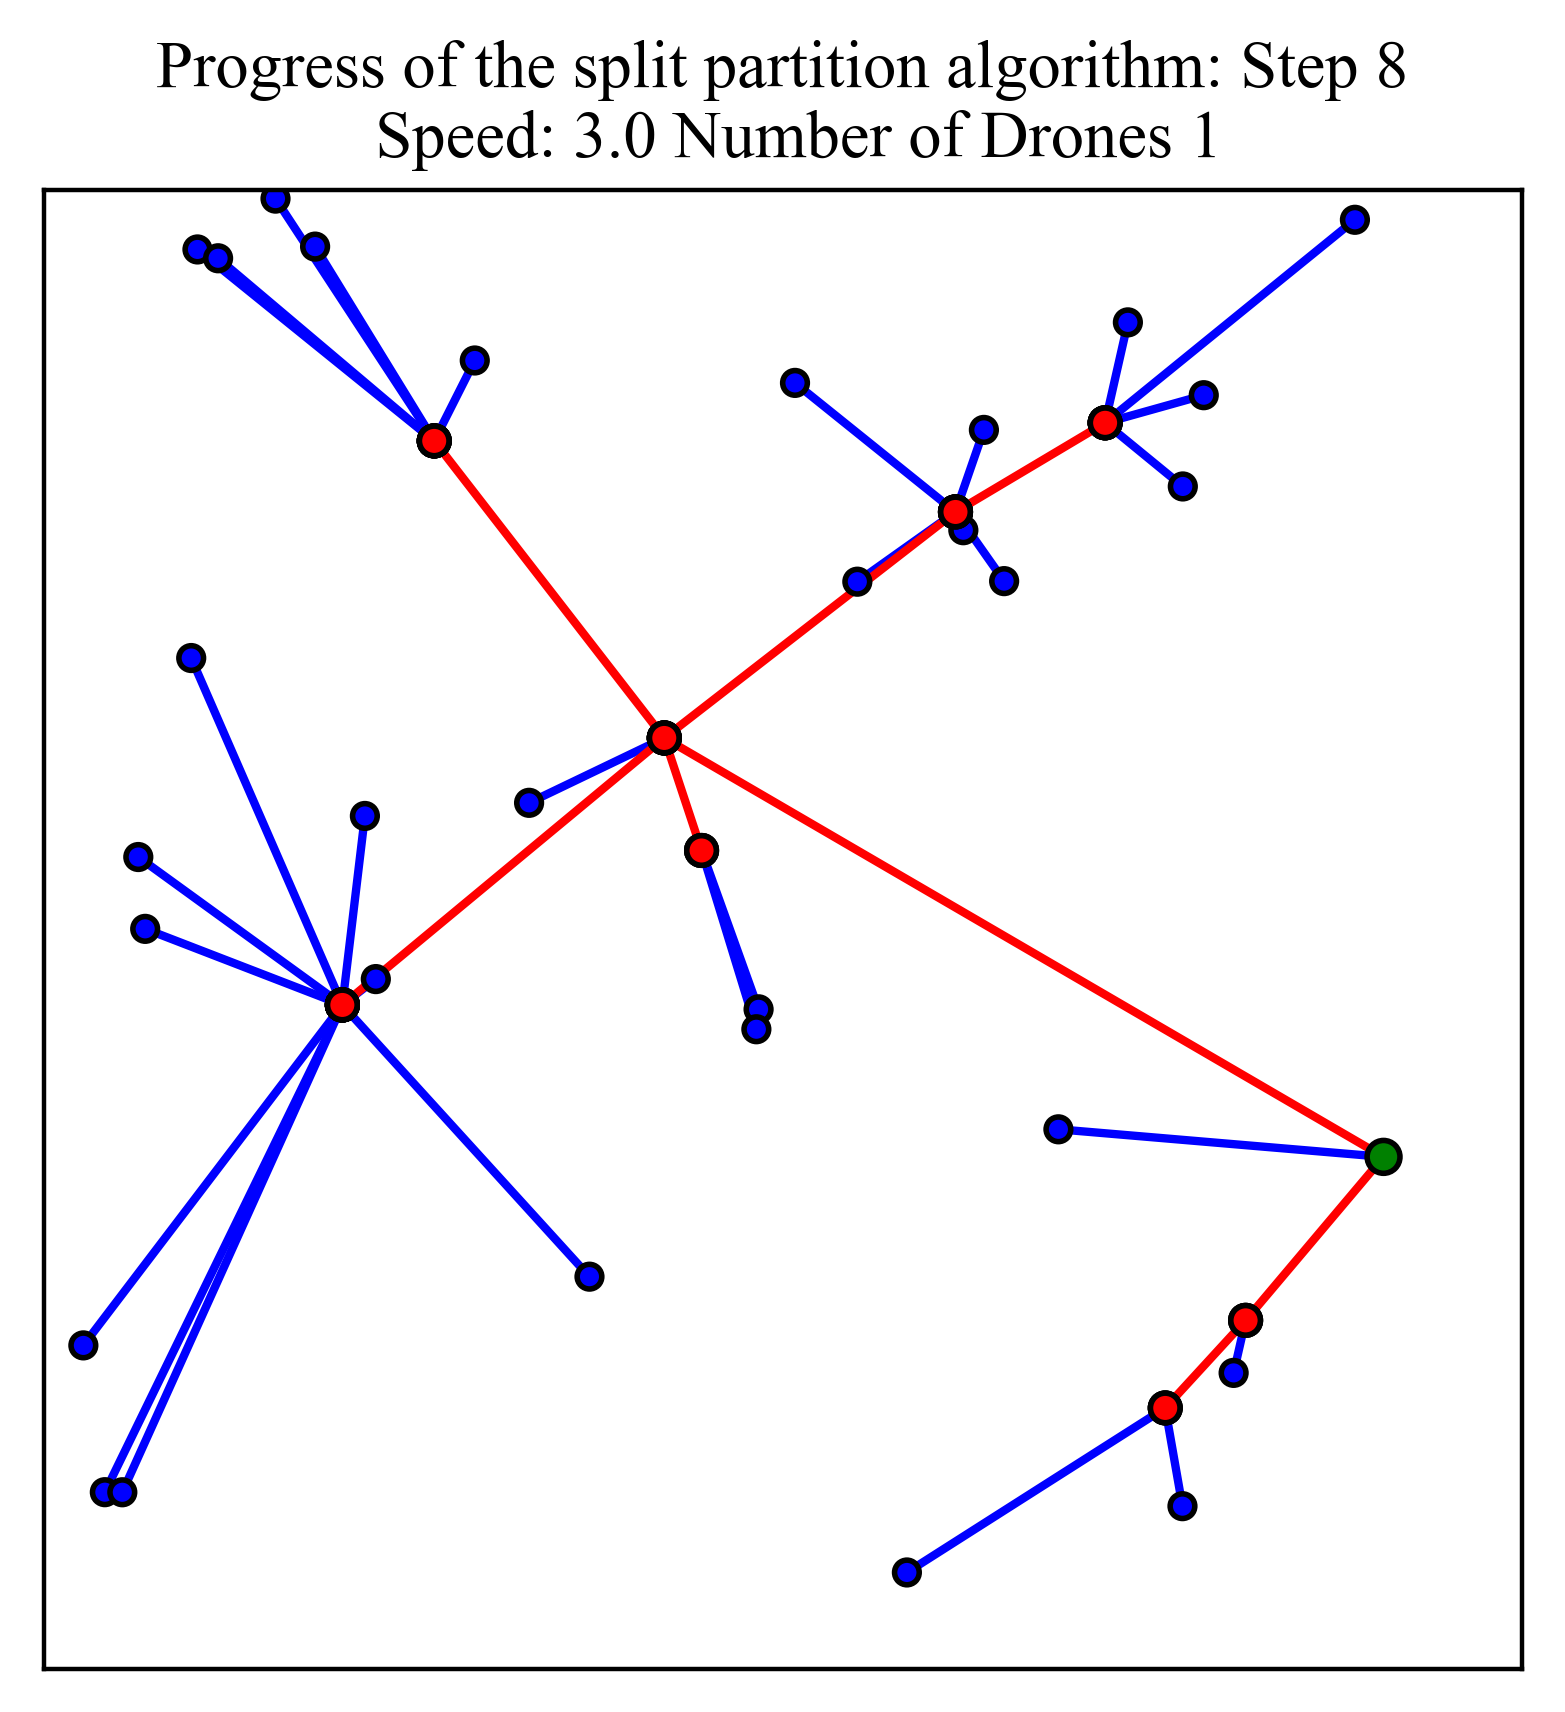 Progress of the split partition algorithm: Step 8
Speed: 3.0 Number of Drones 1